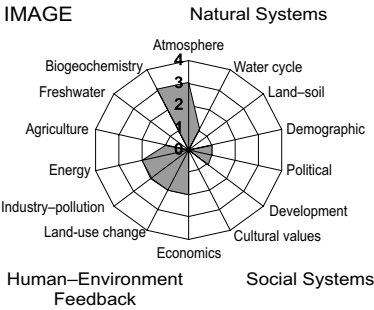 IMAGE
Natural Systems
Atmosphere
Biogeochemistry
Water cycle
Freshwater
Land–soil
Agriculture
Demographic
Energy
Political
Industry–pollution
Development
Land-use change
Cultural values
Economics
4
3
2
1
0
Human–Environment
Feedback
Social Systems